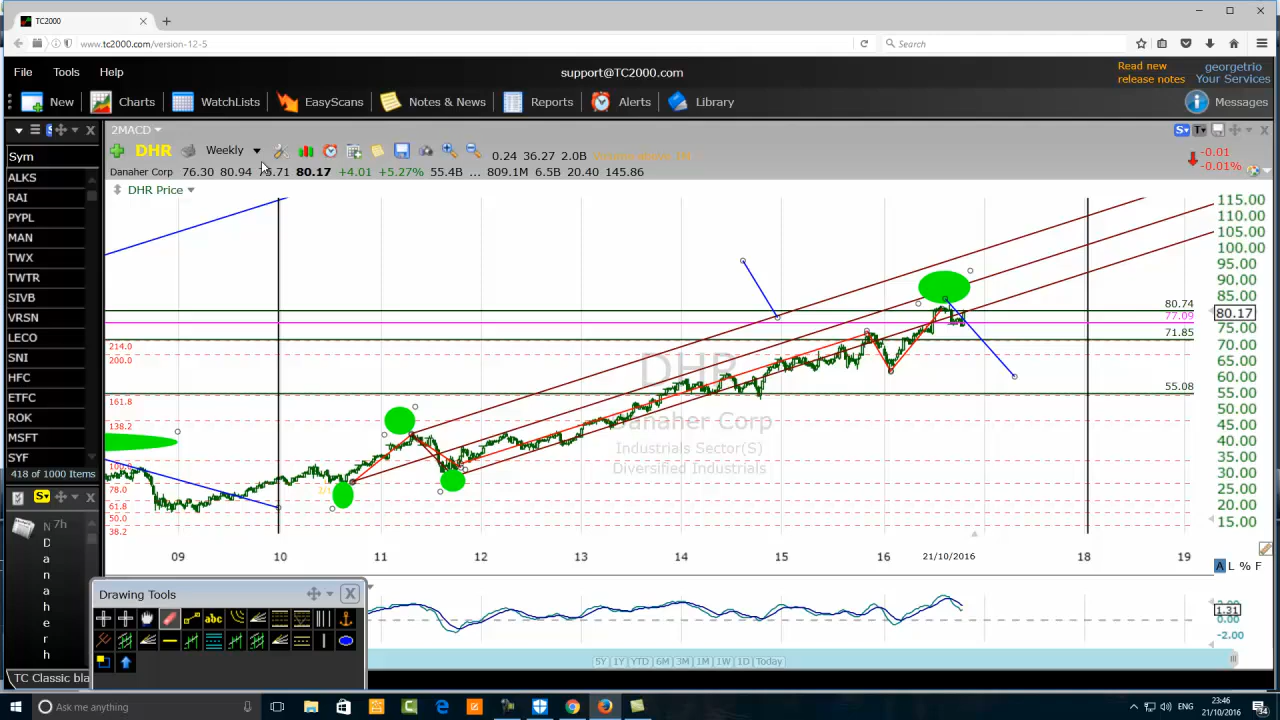 TC2000
www.tc2000.com/version-12-5
Search
File Tools Help
support@TC2000.com
Read new
release notes
georgetrio
Your Services
New Charts WatchLists EasyScans Notes & News Reports Alerts Library
Messages
2MACD
DHR Weekly
0.24 36.27 2.0B
-0.01
-0.01%
Danaher Corp 76.30 80.94 80.17 +4.01 +5.27% 55.4B ... 809.1M 6.5B 20.40 145.86
DHR Price
Sym
ALKS
RAI
PYPL
MAN
TWX
TWTR
SIVB
VRSN
LECO
SNI
HFC
ETFC
ROK
MSFT
SYF
418 of 1000 Items
N 7h
D
a
n
a
h
e
r
h
TC Classic bla
115.00
110.00
105.00
100.00
95.00
90.00
85.00
80.17
75.00
70.00
65.00
60.00
55.00
50.00
45.00
40.00
35.00
30.00
25.00
20.00
15.00
80.74
77.09
71.85
55.08
214.0
200.0
161.8
138.2
100.0
78.0
61.8
50.0
38.2
DHR
Danaher Corp
Industrials Sector(S)
Diversified Industrials
09 10 11 12 13 14 15 16 21/10/2016 18 19
A L % F
Drawing Tools
abc
1.31
0.00
-2.00
5Y 1Y YTD 6M 3M 1M 1W 1D Today
Ask me anything
ENG
23:46
21/10/2016
34